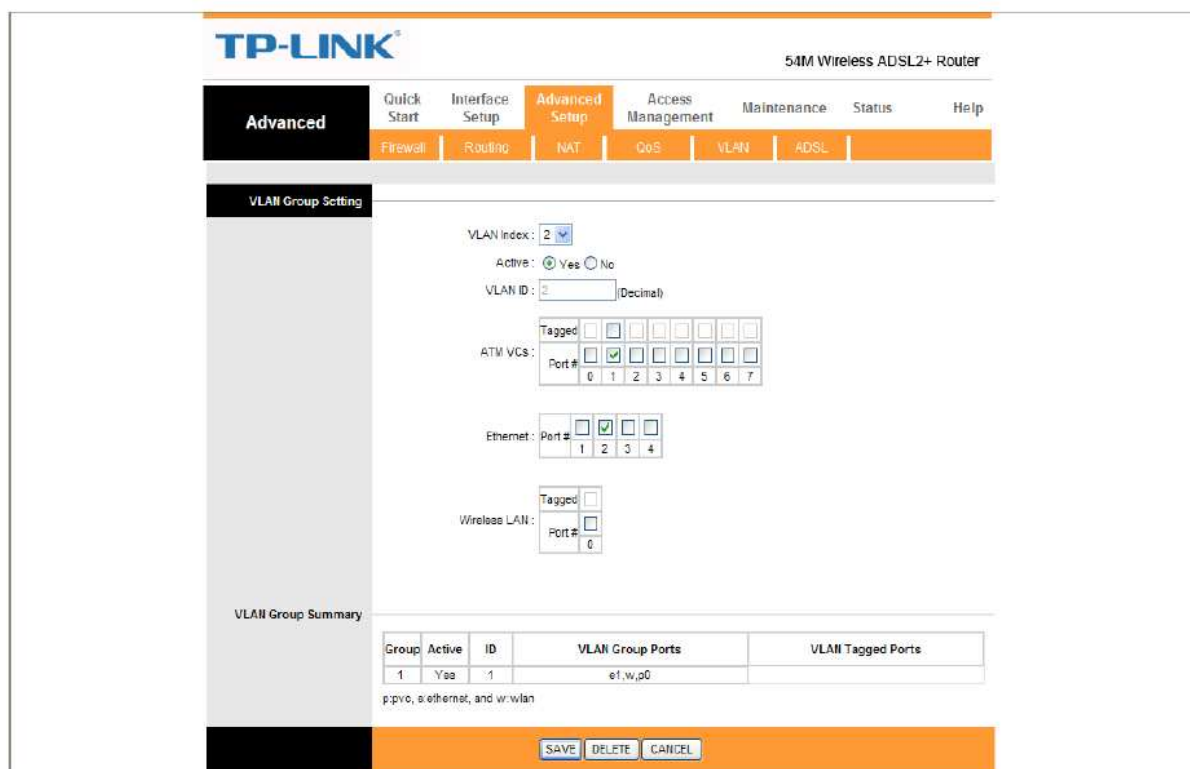 TP-LINK®
54M Wireless ADSL2+ Router
Advanced
Quick Start
Interface Setup
Advanced Setup
Access Management
Maintenance
Status
Help
Firewall
Routing
NAT
QoS
VLAN
ADSL
VLAN Group Setting
VLAN Index : 2
Active : Yes No
VLAN ID : 2 (Decimal)
ATM VCs :
Tagged
Port #
0 1 2 3 4 5 6 7
Ethernet : Port #
1 2 3 4
Wireless LAN :
Tagged
Port #
0
VLAN Group Summary
Group Active ID VLAN Group Ports VLAN Tagged Ports
1 Yes 1 e1,w,p0
p:pvc, e:ethernet, and w:wlan
SAVE DELETE CANCEL